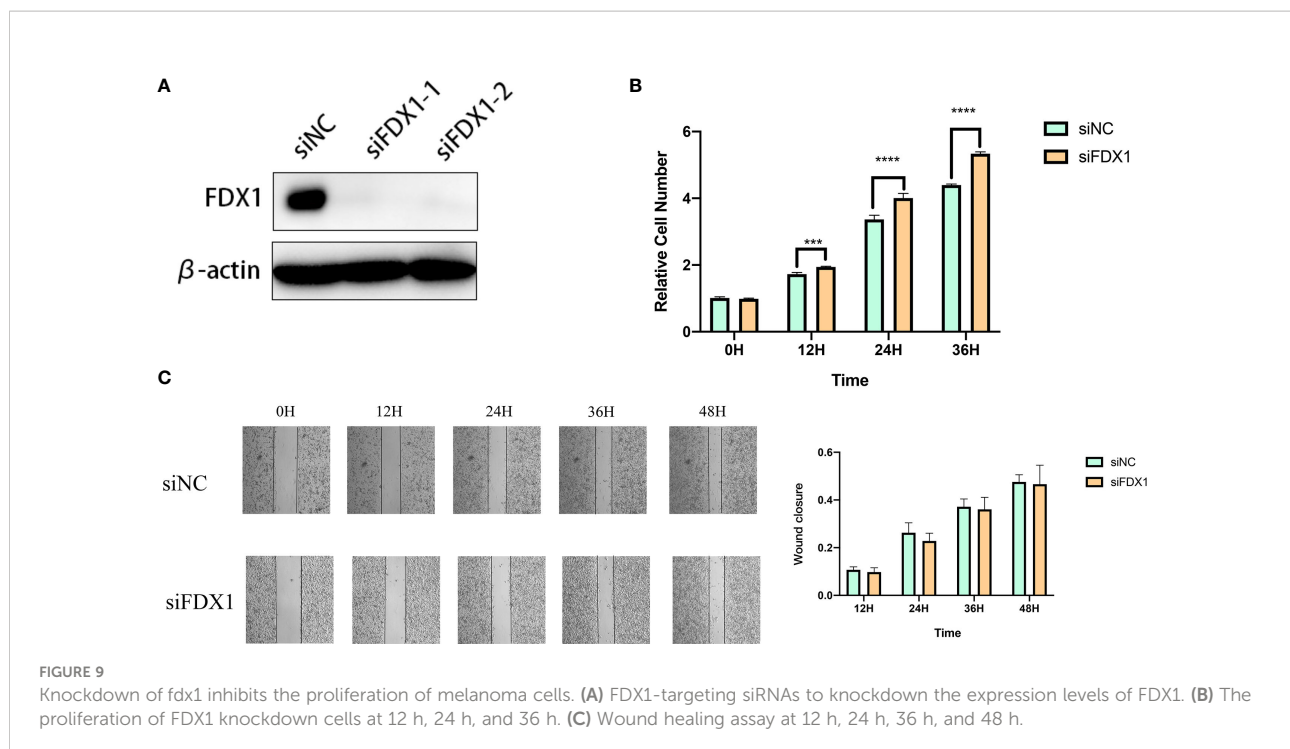 A
siNC
siFDX1-1
siFDX1-2
FDX1
β-actin
B
Relative Cell Number
6
4
2
0
***
****
****
0H
12H
24H
36H
Time
siNC
siFDX1
C
0H
12H
24H
36H
48H
siNC
siFDX1
Wound closure
0.6
0.4
0.2
0.0
12H
24H
36H
48H
Time
siNC
siFDX1
FIGURE 9
Knockdown of fdx1 inhibits the proliferation of melanoma cells. (A) FDX1-targeting siRNAs to knockdown the expression levels of FDX1. (B) The
proliferation of FDX1 knockdown cells at 12 h, 24 h, and 36 h. (C) Wound healing assay at 12 h, 24 h, 36 h, and 48 h.